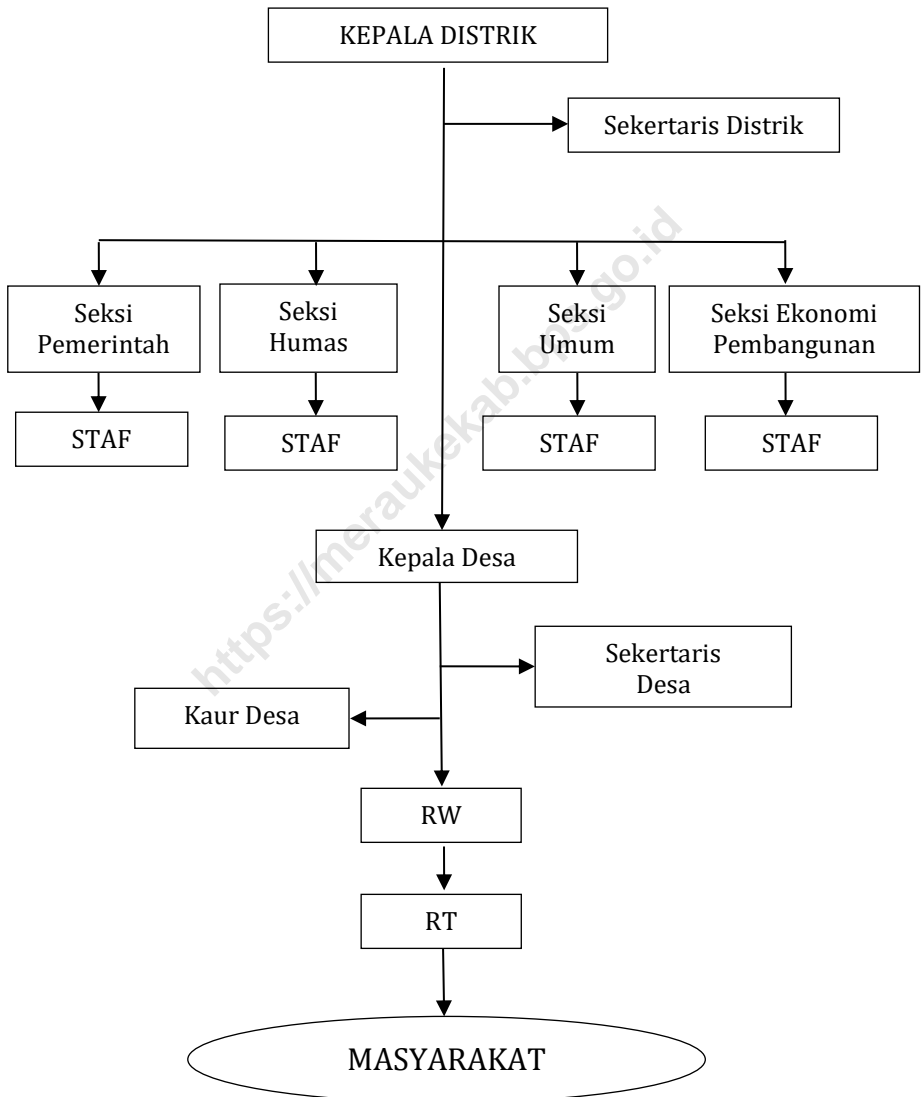 KEPALA DISTRIK
Sekertaris Distrik
Seksi
Pemerintah
Seksi
Humas
Seksi
Umum
Seksi Ekonomi
Pembangunan
STAF
STAF
STAF
STAF
Kepala Desa
Sekertaris
Desa
Kaur Desa
RW
RT
MASYARAKAT
https://meraukekab.bps.go.id